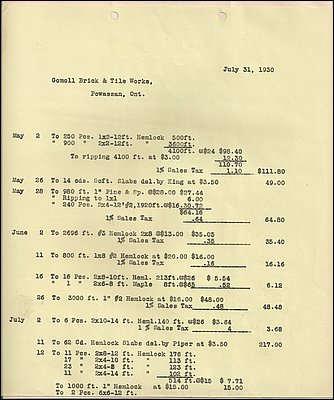 July 31, 1930
Gomoll Brick & Tile Works,
Powassan, Ont.
May 2 To 250 Pcs. 1x2-12ft. Hemlock 500ft.
" 900 " 2x2-12ft. " 3600ft.
4100ft. @$24 $98.40
To ripping 4100 ft. at $3.00 12.30
110.70
1% Sales Tax 1.10 $111.80
May 26 To 14 cds. Soft. Slabs del.by King at $3.50 49.00
May 28 To 980 ft. 1" Pine & Sp. @$28.00 $27.44
" Ripping to 1x1 6.00
" 240 Pcs. 2x4-12'#2,1920ft.@$16.30.72
$64.16
1% Sales Tax .64 64.80
June 2 To 2696 ft. #3 Hemlock 2x8 @$13.00 $35.05
1% Sales Tax .35 35.40
11 To 800 ft. 1x8 #2 Hemlock at $20.00 $16.00
1% Sales Tax .16 16.16
16 To 16 Pcs. 2x8-10ft. Heml. 213ft.@$26 $ 5.54
" 1 " 2x6-8 ft. Maple 8ft.@$65 .52 6.12
26 To 3000 ft. 1" #2 Hemlock at $16.00 $48.00
1% Sales Tax .48 48.48
July 2 To 6 Pcs. 2x10-14 ft. Heml.140 ft.@$26 $3.64
1% Sales Tax 4 3.68
11 To 62 Cd. Hemlock Slabs del.by Piper at $3.50 217.00
12 To 11 Pcs. 2x8-12 ft. Hemlock 176 ft.
17 " 2x4-10 ft. " 113 ft
23 " 2x4-8 ft. " 123 ft.
11 " 2x4-14 ft. " 102 ft.
514 ft.@$15 $ 7.71
To 1000 ft. 1" Hemlock at $15.00 15.00
To 2 Pcs. 6x6-12 ft.